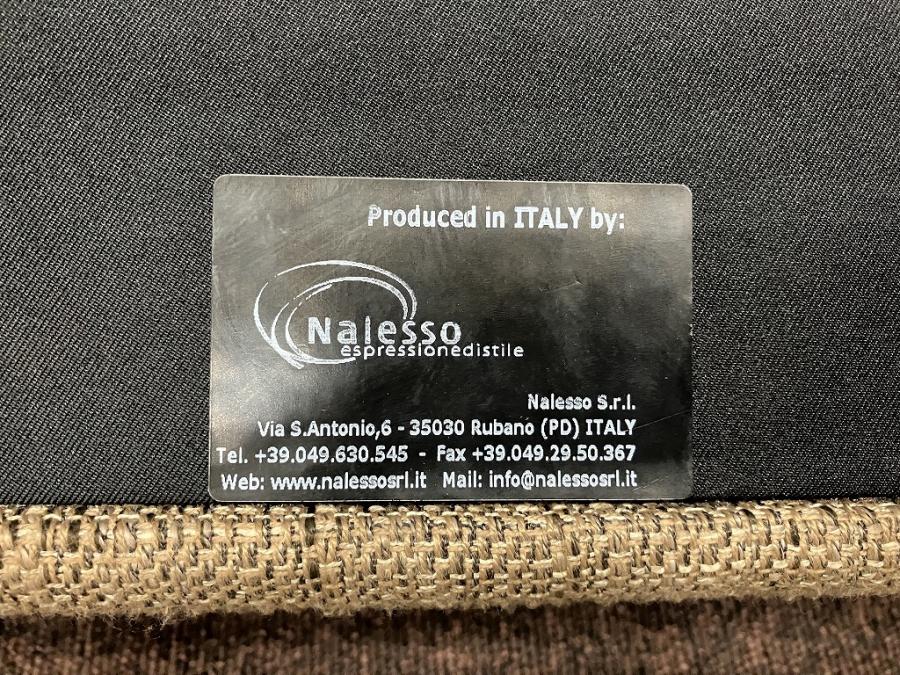 Produced in ITALY by:
Nalesso
espressionedistile
Nalesso S.r.l.
Via S.Antonio,6 - 35030 Rubano (PD) ITALY
Tel. +39.049.630.545 - Fax +39.049.29.50.367
Web: www.nalessosrl.it Mail: info@nalessosrl.it